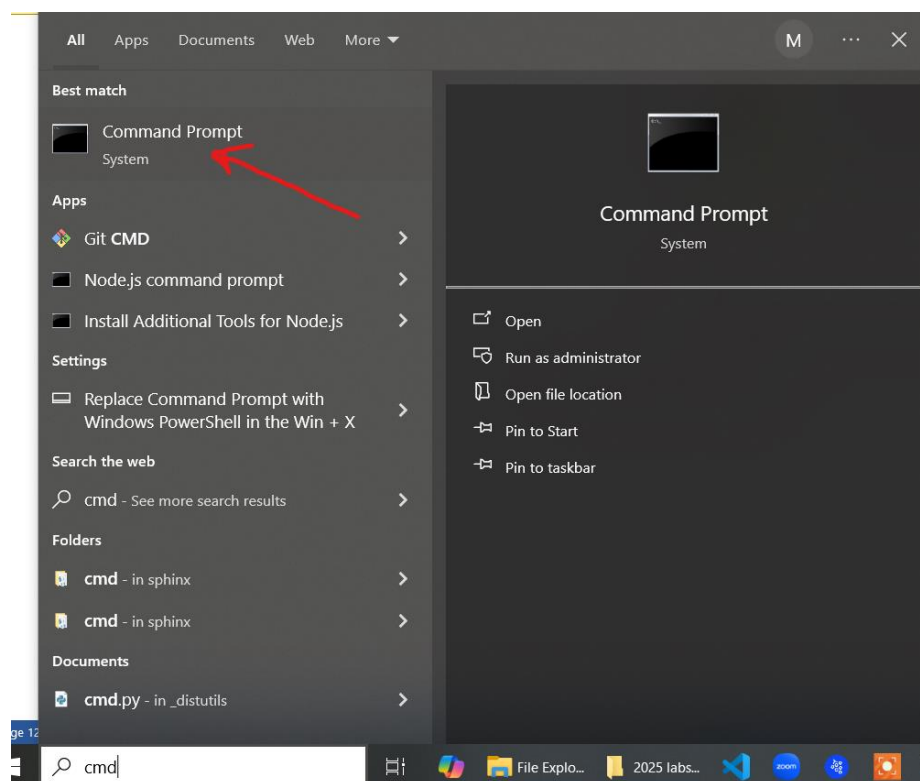 All Apps Documents Web More
M
Best match
Command Prompt
System
Apps
Git CMD
Node.js command prompt
Install Additional Tools for Node.js
Settings
Replace Command Prompt with
Windows PowerShell in the Win + X
Search the web
cmd - See more search results
Folders
cmd - in sphinx
cmd - in sphinx
Documents
cmd.py - in _distutils
Command Prompt
System
Open
Run as administrator
Open file location
Pin to Start
Pin to taskbar
ge 12
cmd
File Explo...
2025 labs...
zoom